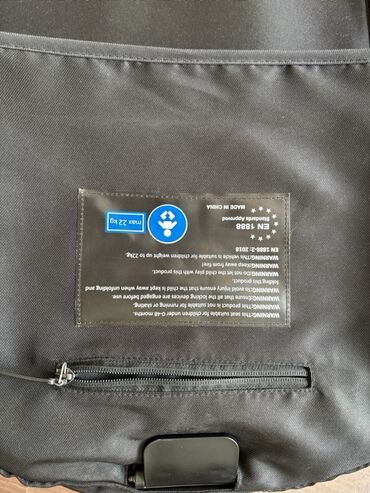 WARNING!This seat suitable for children under 0-48 months.
WARNING!This product is not suitable for running or skating.
WARNING!Ensure that all the locking devices are engaged before use.
WARNING!To avoid injury ensure that the child is kept away when unfolding and
folding this product.
WARNING!Do not let the child play with this product.
WARNING!Keep away from fire!
WARNING!This vehicle is suitable for children up to weight 22kg.
EN 1888-2: 2018
EN 1888
Standards Approved
MADE IN CHINA
max 22 kg